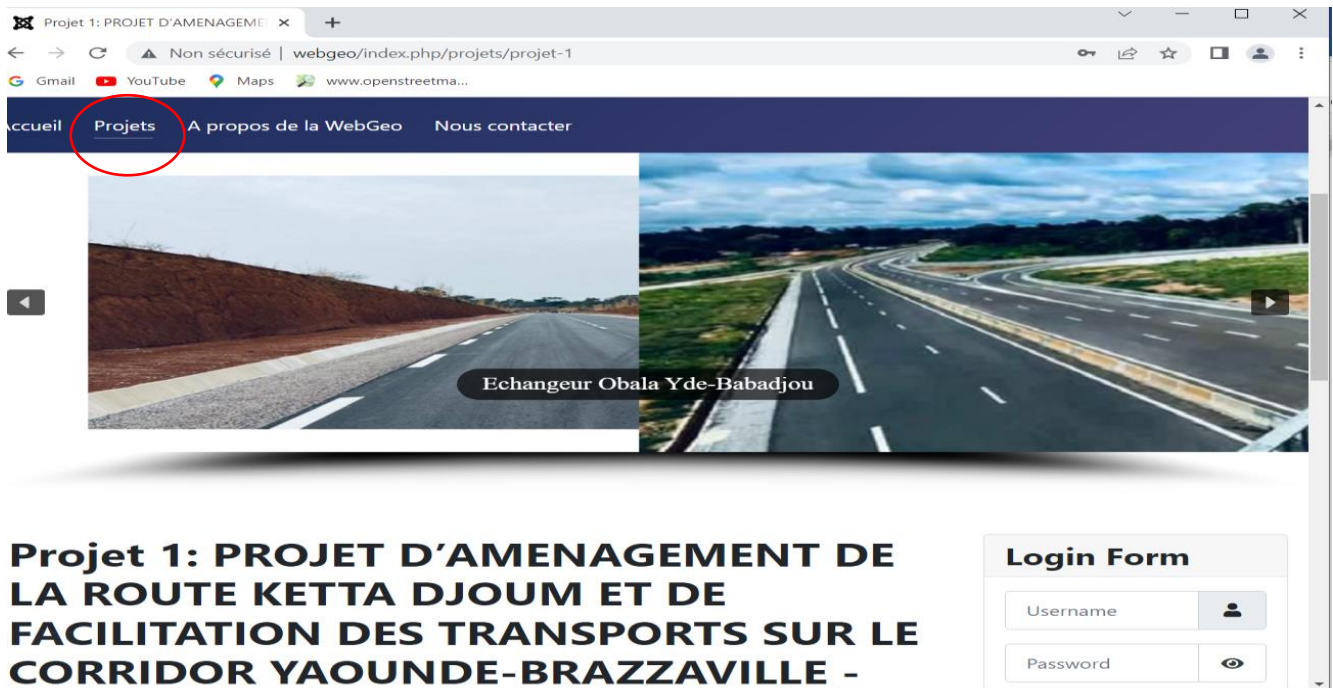 Projet 1: PROJET D'AMENAGEME
Non sécurisé | webgeo/index.php/projets/projet-1
Gmail YouTube Maps www.openstreetma...
ccueil Projets A propos de la WebGeo Nous contacter
Echangeur Obala Yde-Babadjou
Projet 1: PROJET D’AMENAGEMENT DE
LA ROUTE KETTA DJOUM ET DE
FACILITATION DES TRANSPORTS SUR LE
CORRIDOR YAOUNDE-BRAZZAVILLE -
Login Form
Username
Password